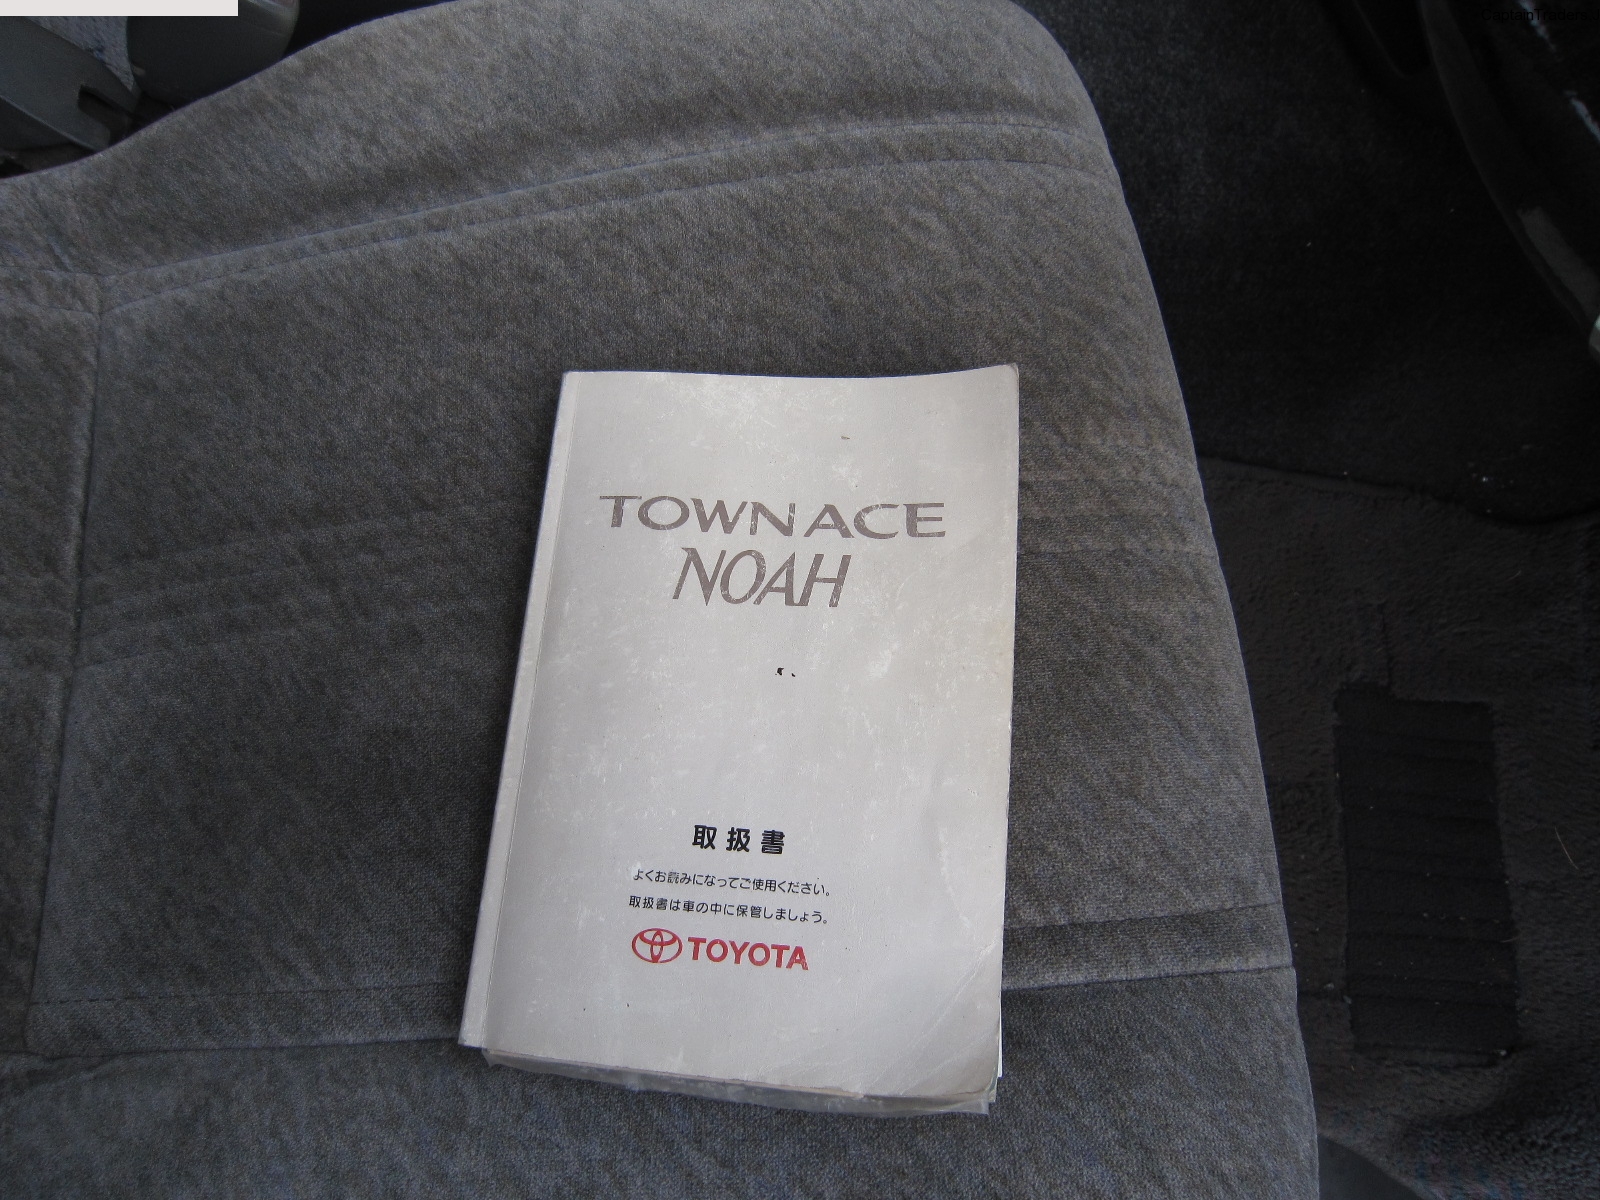 CaptainTraders
TOWNACE
NOAH
取扱書
よくお読みになってご使用ください。
取扱書は車の中に保管しましょう。
TOYOTA